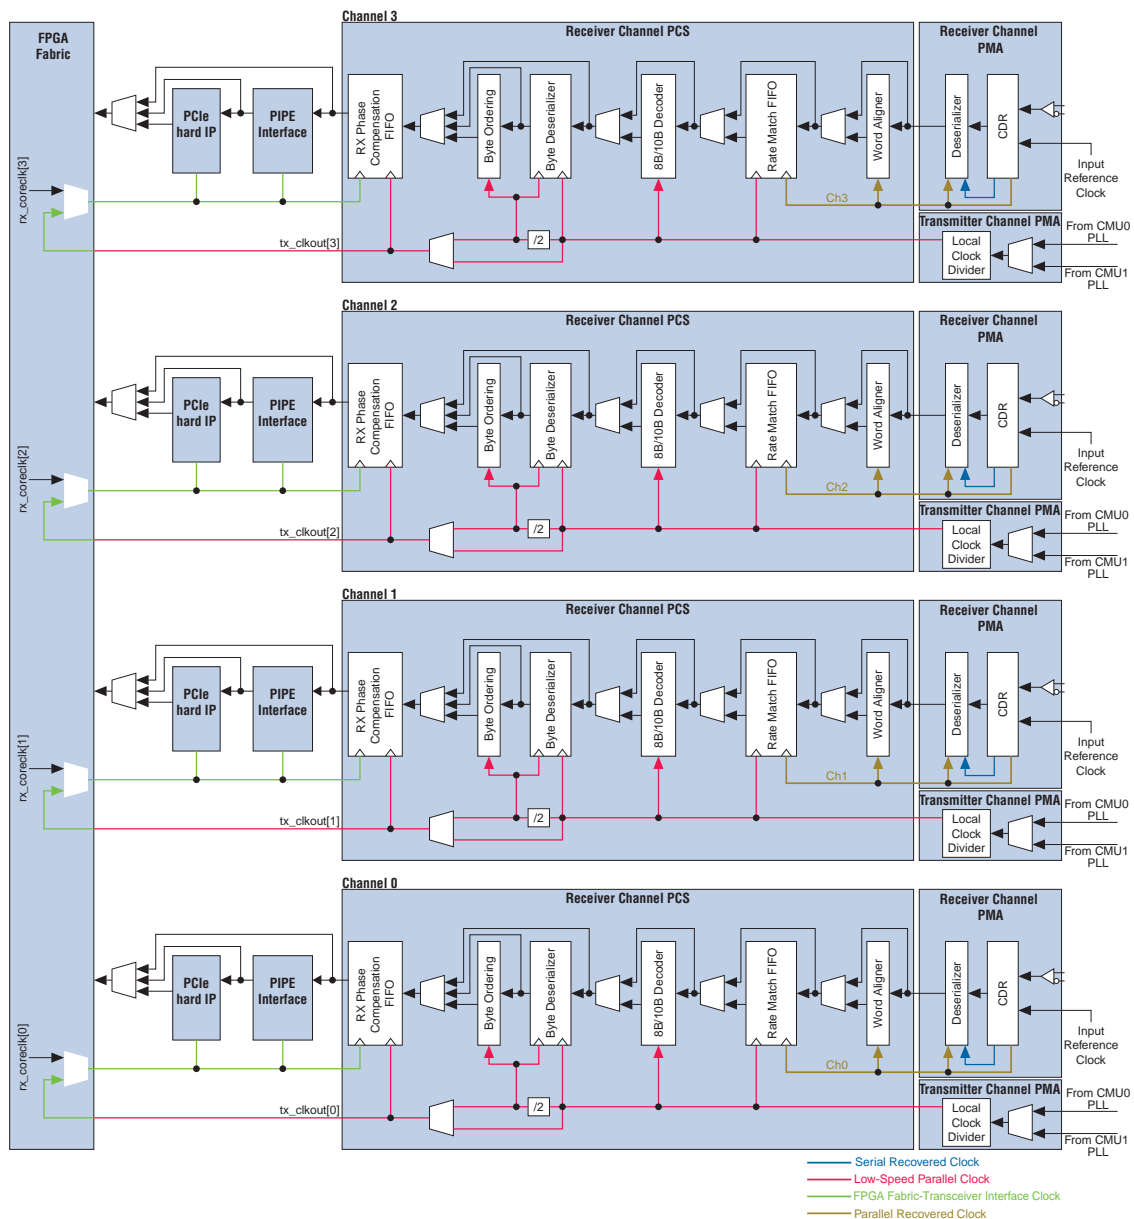 Channel 3
FPGA
Fabric
Receiver Channel PCS
Receiver Channel
PMA
PCIe
hard IP
PIPE
Interface
RX Phase
Compensation
FIFO
Byte Ordering
Byte Deserializer
8B/10B Decoder
Rate Match FIFO
Word Aligner
Deserializer
CDR
Input
Reference
Clock
rx_coreclk[3]
Ch3
tx_clkout[3]
/2
Transmitter Channel PMA
Local
Clock
Divider
From CMU0
PLL
From CMU1
PLL
Channel 2
Receiver Channel PCS
Receiver Channel
PMA
PCIe
hard IP
PIPE
Interface
RX Phase
Compensation
FIFO
Byte Ordering
Byte Deserializer
8B/10B Decoder
Rate Match FIFO
Word Aligner
Deserializer
CDR
Input
Reference
Clock
rx_coreclk[2]
Ch2
tx_clkout[2]
/2
Transmitter Channel PMA
Local
Clock
Divider
From CMU0
PLL
From CMU1
PLL
Channel 1
Receiver Channel PCS
Receiver Channel
PMA
PCIe
hard IP
PIPE
Interface
RX Phase
Compensation
FIFO
Byte Ordering
Byte Deserializer
8B/10B Decoder
Rate Match FIFO
Word Aligner
Deserializer
CDR
Input
Reference
Clock
rx_coreclk[1]
Ch1
tx_clkout[1]
/2
Transmitter Channel PMA
Local
Clock
Divider
From CMU0
PLL
From CMU1
PLL
Channel 0
Receiver Channel PCS
Receiver Channel
PMA
PCIe
hard IP
PIPE
Interface
RX Phase
Compensation
FIFO
Byte Ordering
Byte Deserializer
8B/10B Decoder
Rate Match FIFO
Word Aligner
Deserializer
CDR
Input
Reference
Clock
rx_coreclk[0]
Ch0
tx_clkout[0]
/2
Transmitter Channel PMA
Local
Clock
Divider
From CMU0
PLL
From CMU1
PLL
Serial Recovered Clock
Low-Speed Parallel Clock
FPGA Fabric-Transceiver Interface Clock
Parallel Recovered Clock